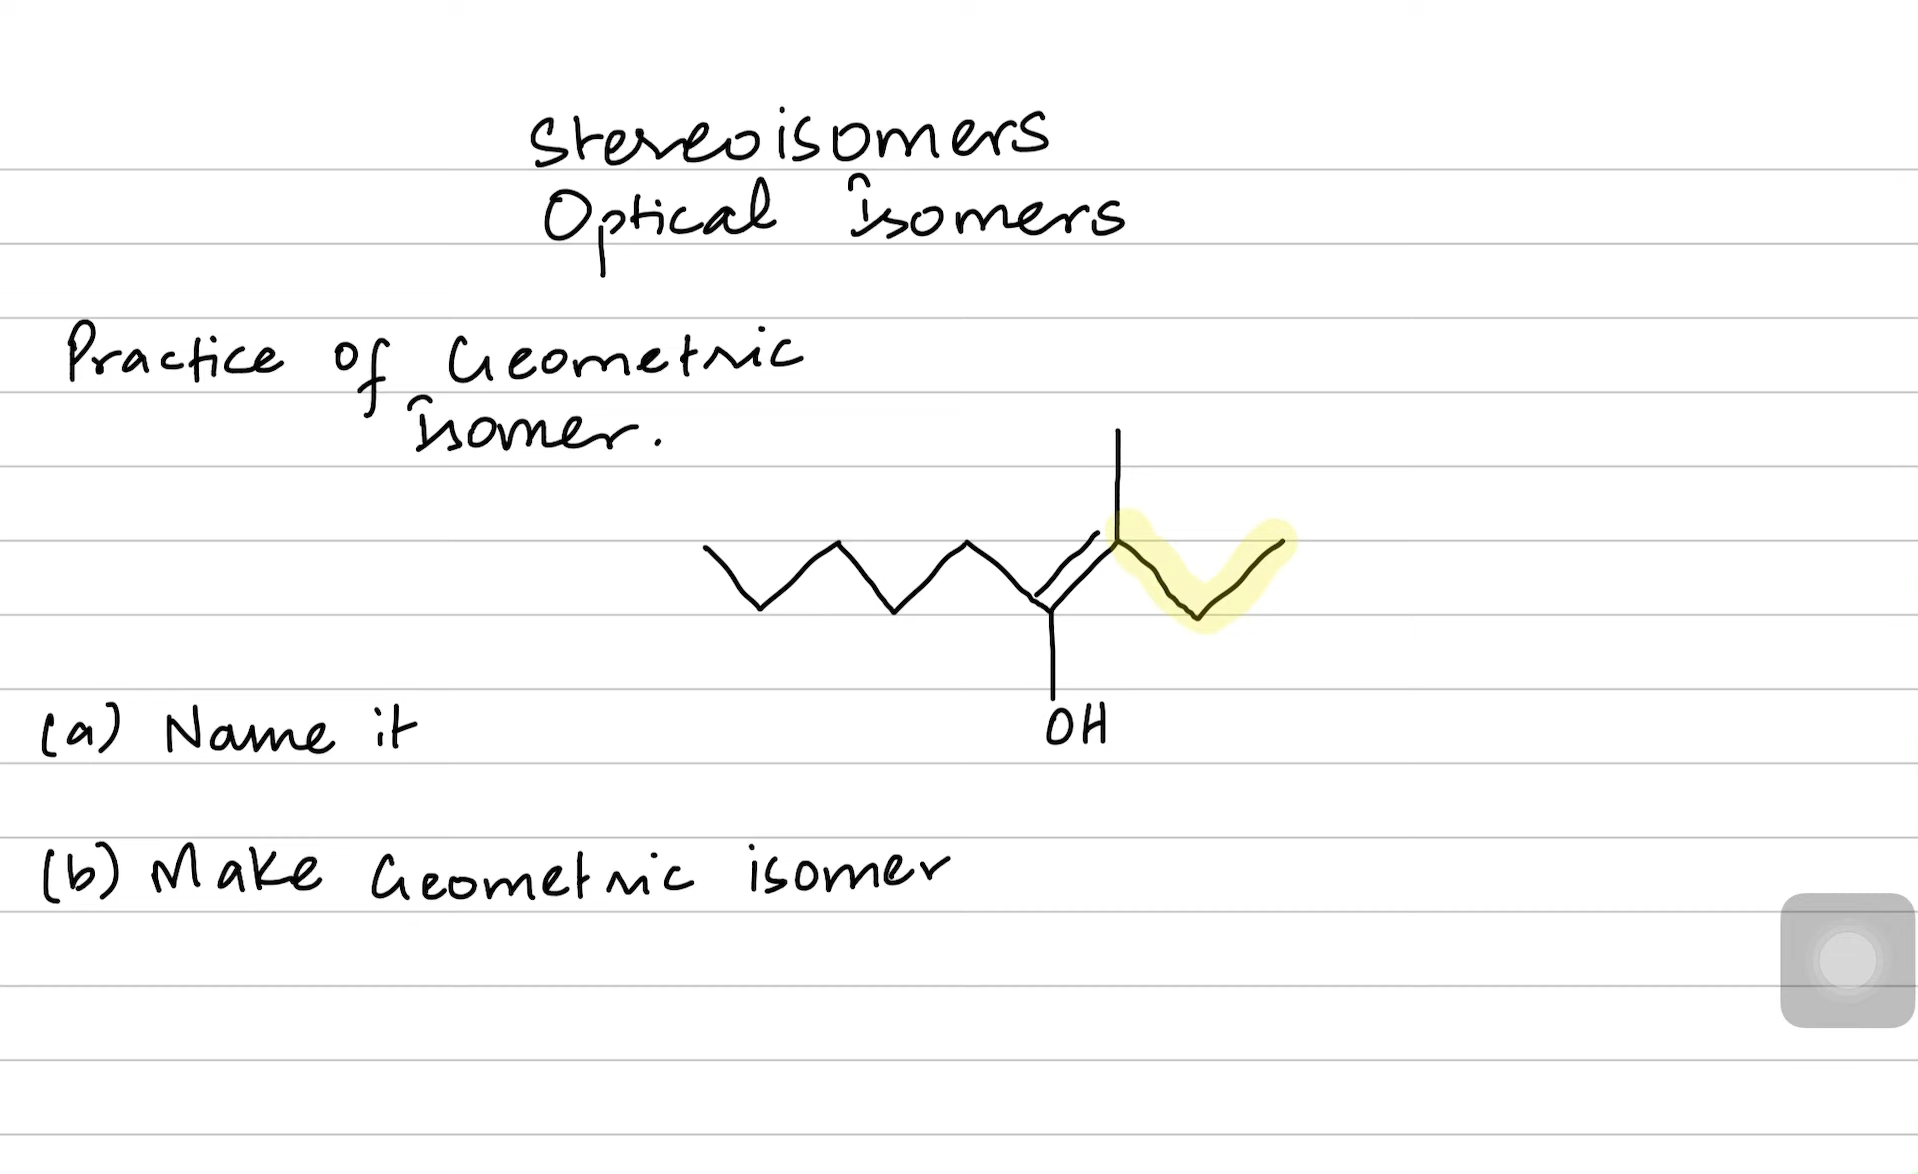 Stereoisomers
Optical isomers
Practice of Geometric
isomer.
OH
(a) Name it
(b) Make Geometric isomer